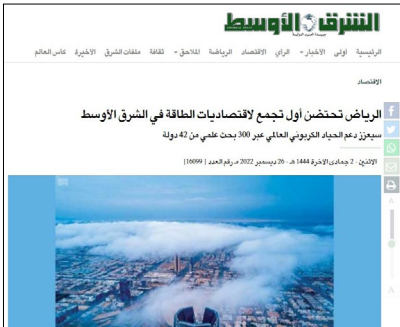 الشرق الأوسط
الرئيسية أولى الأخبار الرأي الاقتصاد الرياضة الملاحق ثقافة ملفات الشرق الأخيرة كأس العالم
الاقتصاد
الرياض تحتضن أول تجمع لاقتصاديات الطاقة في الشرق الأوسط
سيعزز دعم الحياد الكربوني العالمي عبر 300 بحث علمي من 42 دولة
الاثنين - 2 جمادى الآخرة 1444 هـ - 26 ديسمبر 2022 مـ رقم العدد [16099]